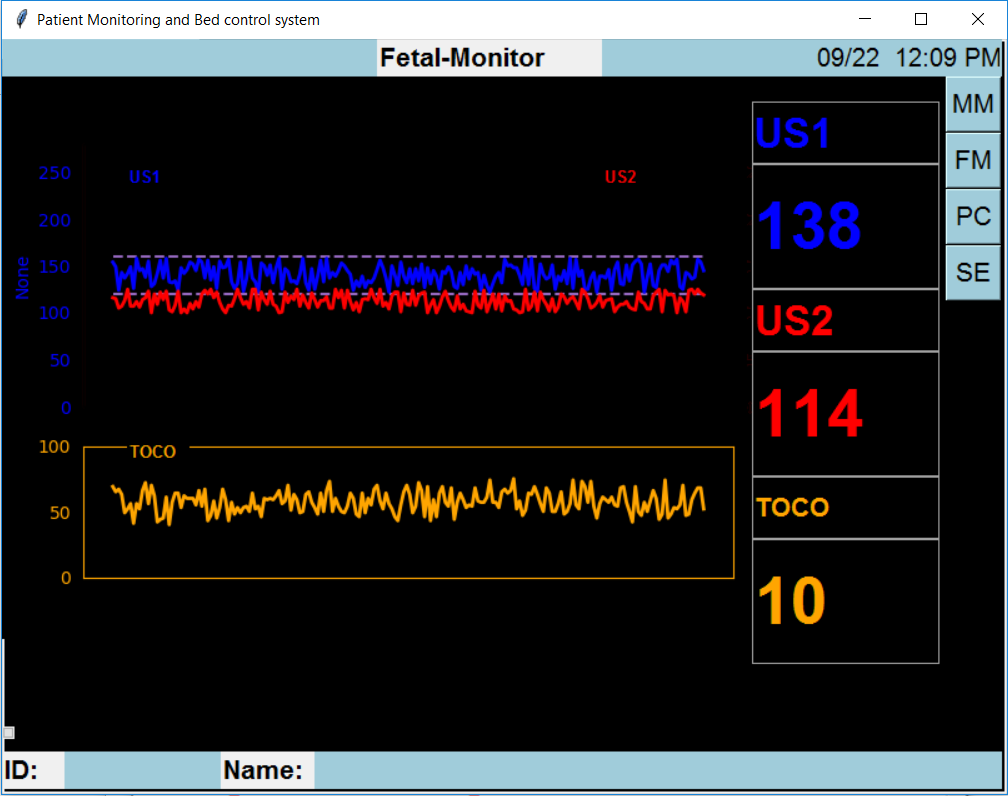 Patient Monitoring and Bed control system
Fetal-Monitor
09/22 12:09 PM
MM
FM
PC
SE
US1
138
US2
114
TOCO
10
US1
US2
250
200
150
100
50
0
None
TOCO
100
50
0
ID:
Name: